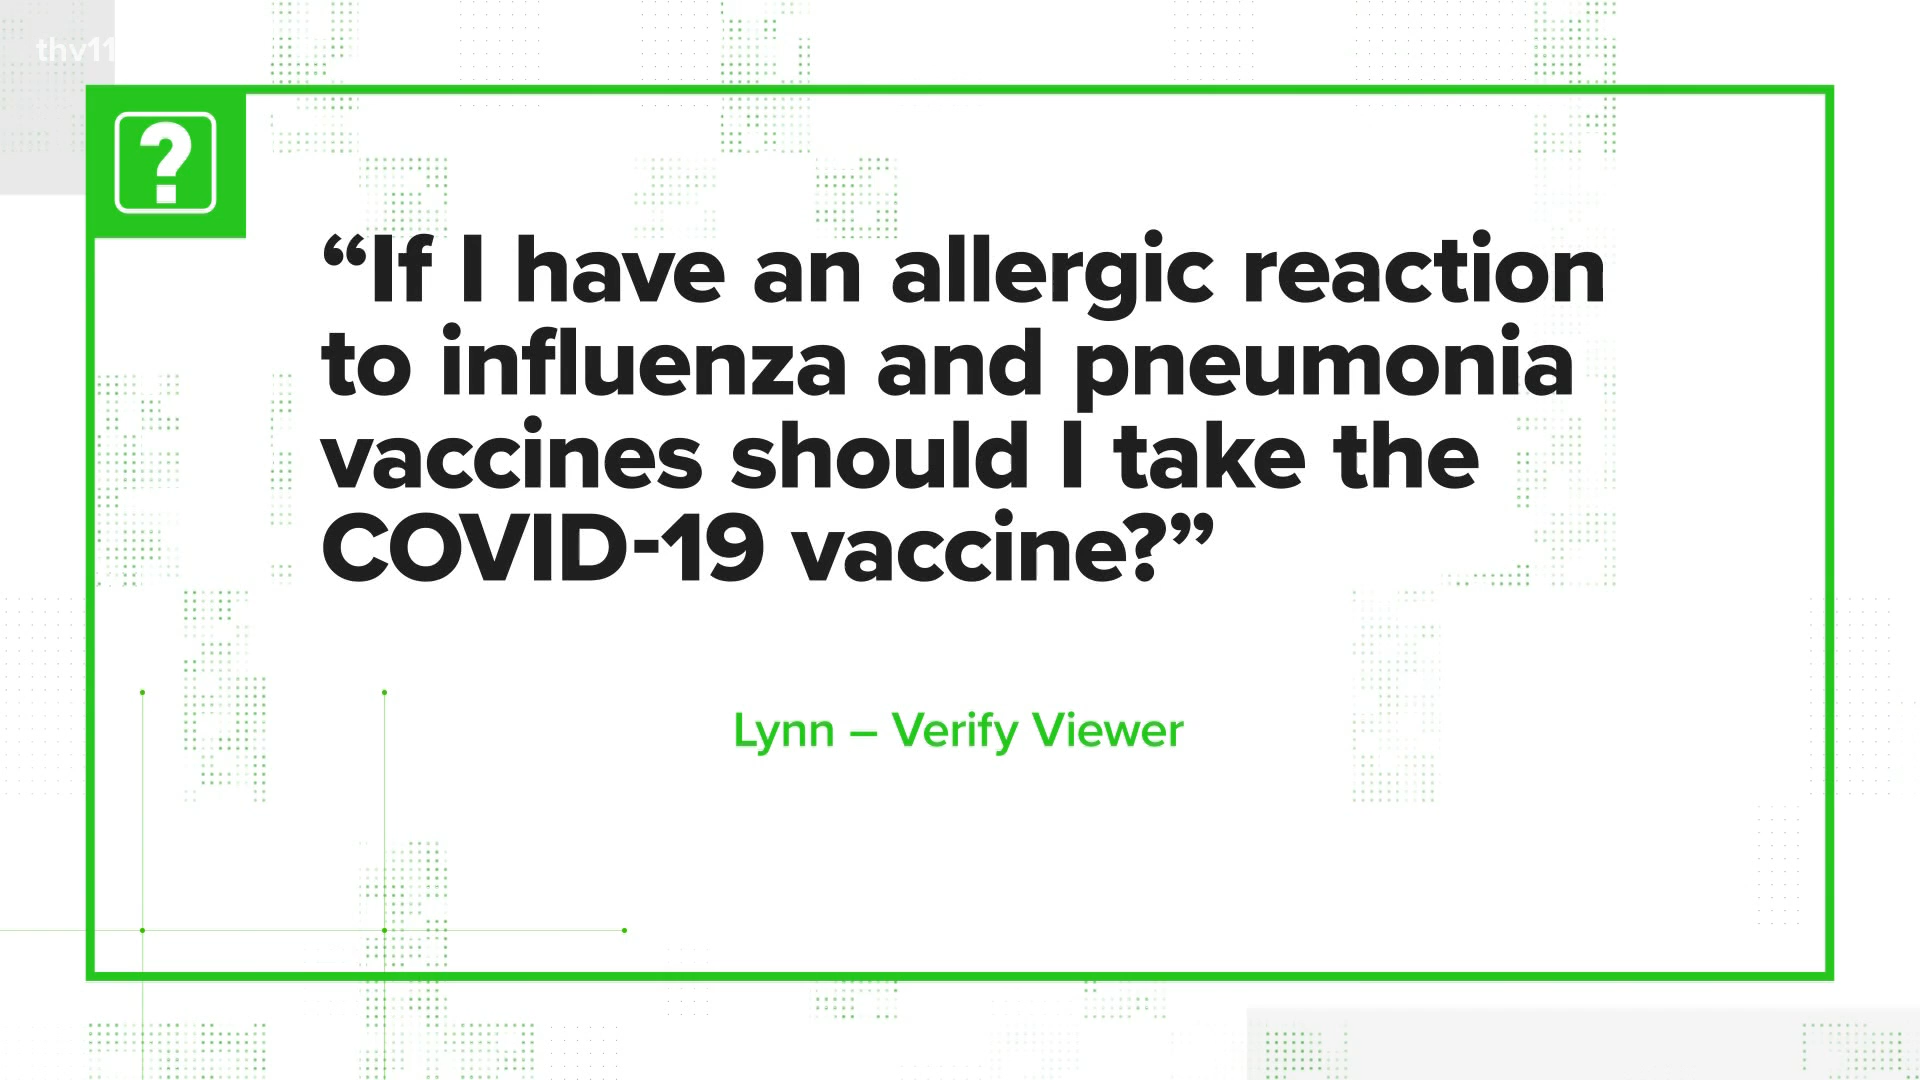 thv11
?
“If I have an allergic reaction
to influenza and pneumonia
vaccines should I take the
COVID-19 vaccine?”
Lynn – Verify Viewer